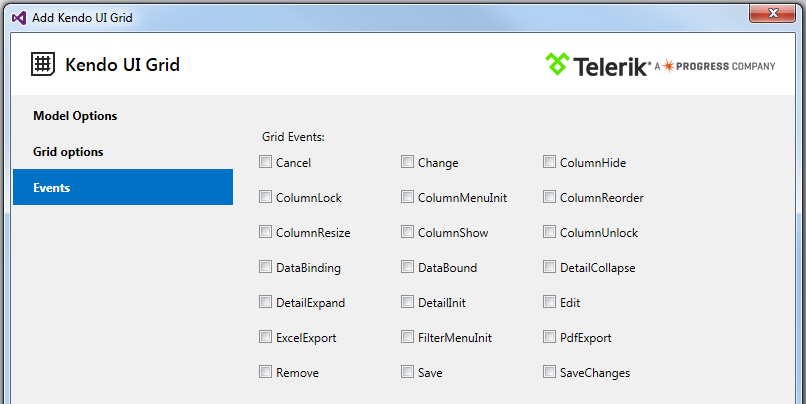 Add Kendo UI Grid
Kendo UI Grid
Telerik® A PROGRESS COMPANY
Model Options
Grid options
Events
Grid Events:
Cancel Change ColumnHide
ColumnLock ColumnMenuInit ColumnReorder
ColumnResize ColumnShow ColumnUnlock
DataBinding DataBound DetailCollapse
DetailExpand DetailInit Edit
ExcelExport FilterMenuInit PdfExport
Remove Save SaveChanges